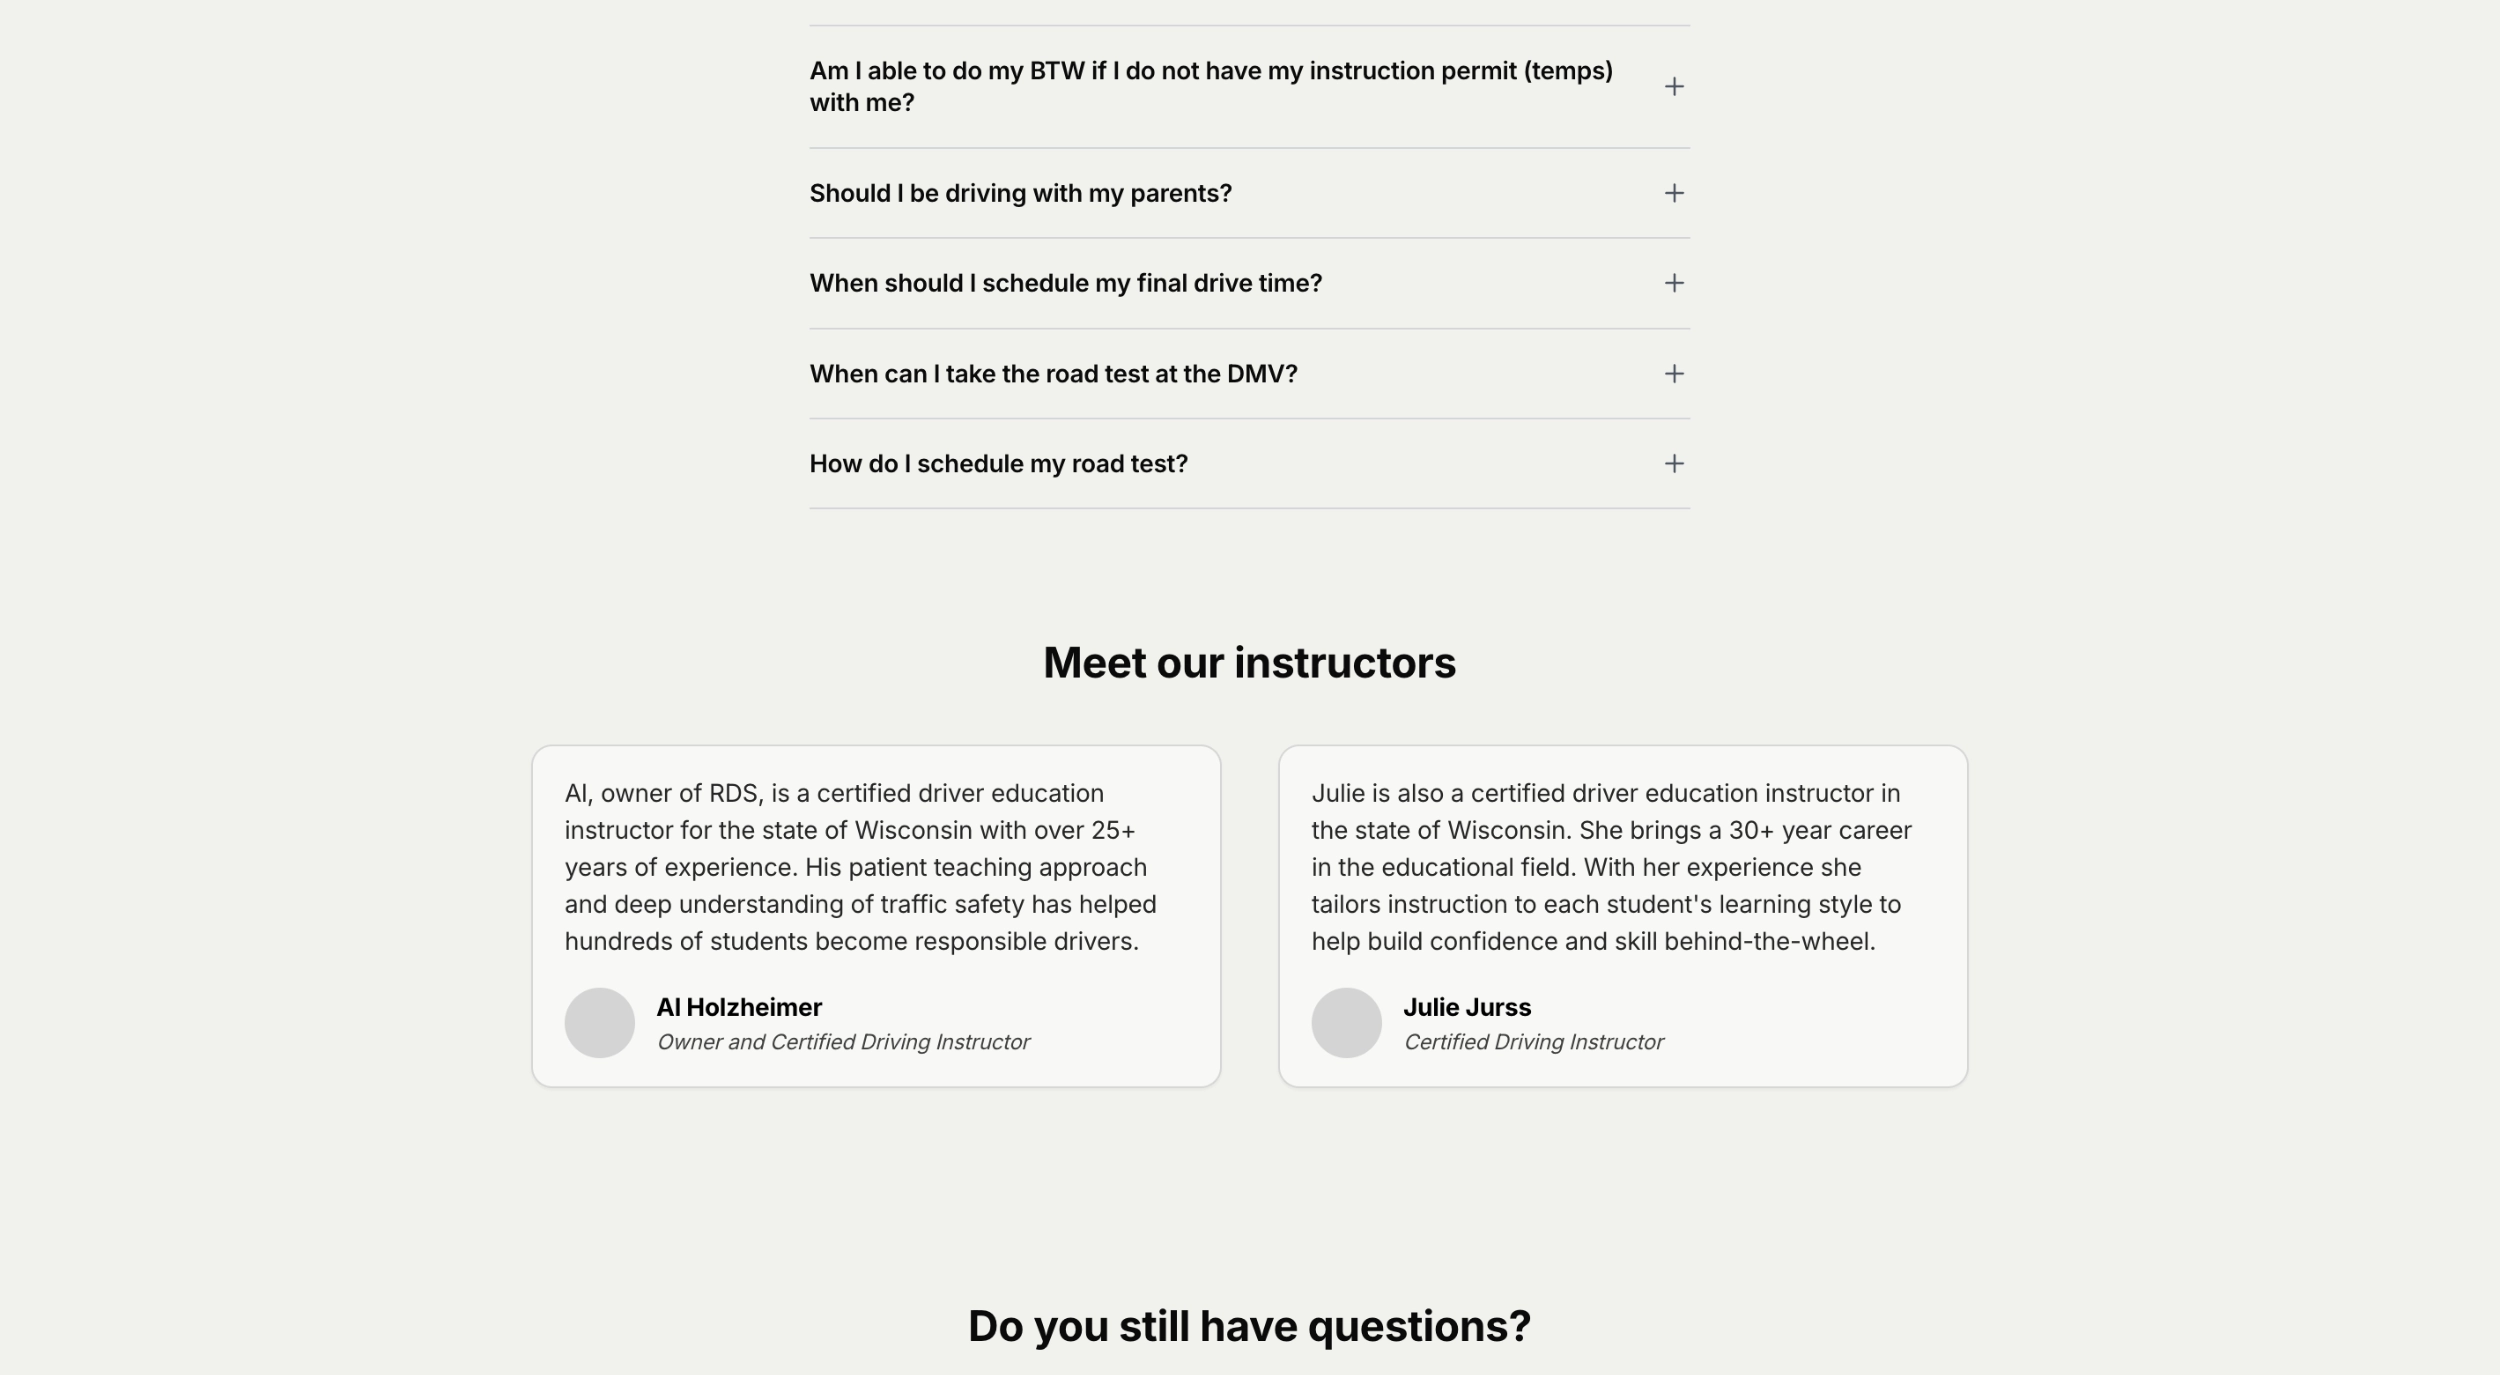 Am I able to do my BTW if I do not have my instruction permit (temps)
with me?
Should I be driving with my parents?
When should I schedule my final drive time?
When can I take the road test at the DMV?
How do I schedule my road test?
Meet our instructors
Al, owner of RDS, is a certified driver education
instructor for the state of Wisconsin with over 25+
years of experience. His patient teaching approach
and deep understanding of traffic safety has helped
hundreds of students become responsible drivers.
Al Holzheimer
Owner and Certified Driving Instructor
Julie is also a certified driver education instructor in
the state of Wisconsin. She brings a 30+ year career
in the educational field. With her experience she
tailors instruction to each student's learning style to
help build confidence and skill behind-the-wheel.
Julie Jurss
Certified Driving Instructor
Do you still have questions?